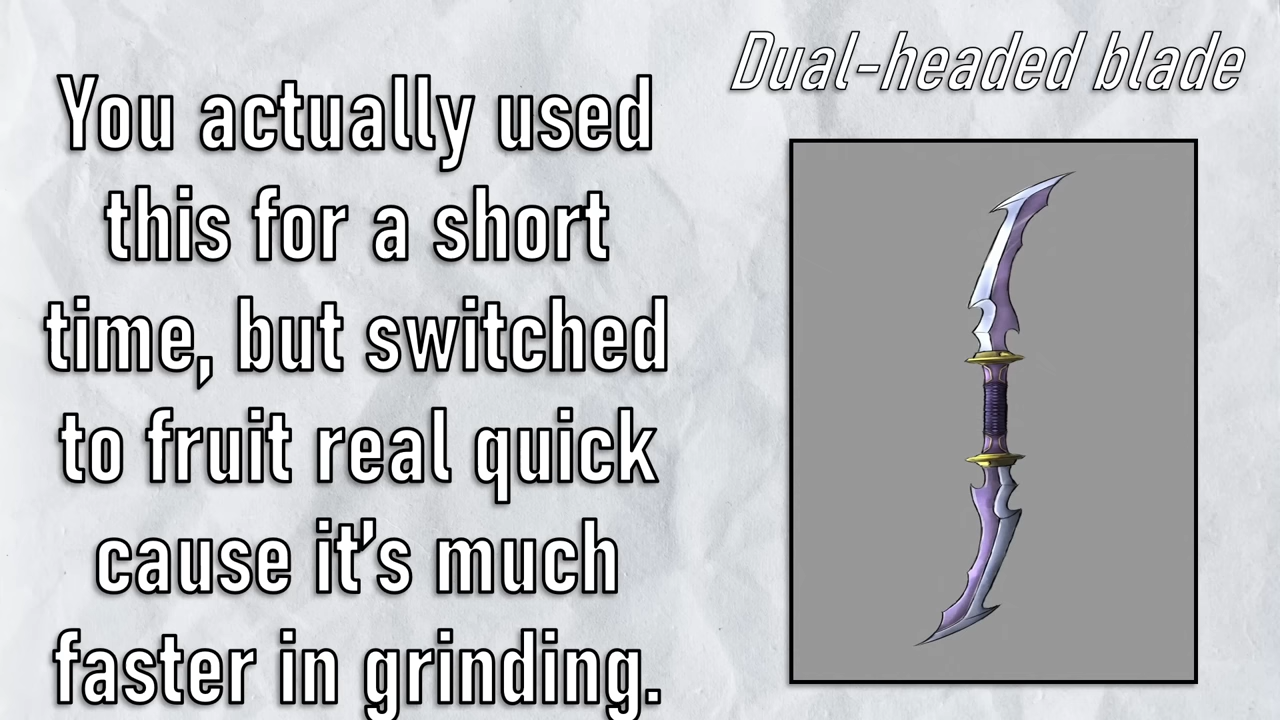 Dual-headed blade
You actually used
this for a short
time, but switched
to fruit real quick
cause it's much
faster in grinding.